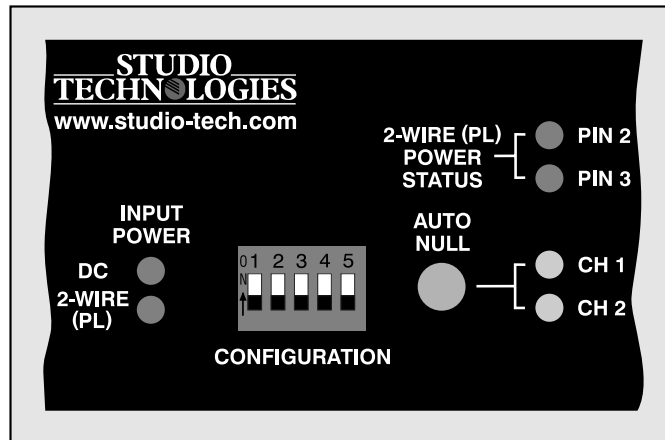 STUDIO
TECHNOLOGIES
www.studio-tech.com
2-WIRE (PL)
POWER
STATUS
PIN 2
PIN 3
INPUT
POWER
DC
2-WIRE
(PL)
O
N
1 2 3 4 5
CONFIGURATION
AUTO
NULL
CH 1
CH 2